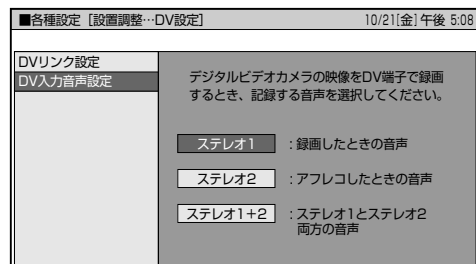 ■各種設定［設置調整…DV設定］ 10/21[金]午後 5:08
DVリンク設定
DV入力音声設定
デジタルビデオカメラの映像をDV端子で録画
するとき、記録する音声を選択してください。
ステレオ1 :録画したときの音声
ステレオ2 :アフレコしたときの音声
ステレオ1+2 :ステレオ1とステレオ2
両方の音声